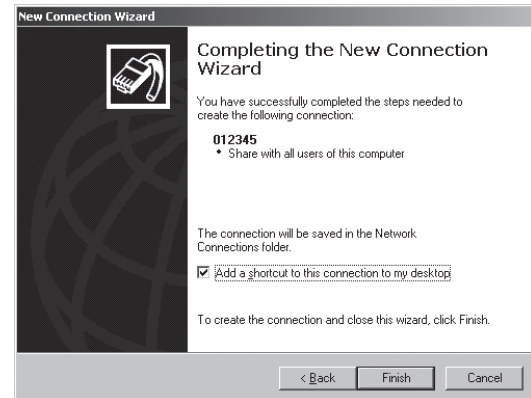 New Connection Wizard
Completing the New Connection
Wizard
You have successfully completed the steps needed to
create the following connection:
012345
• Share with all users of this computer
The connection will be saved in the Network
Connections folder.
Add a shortcut to this connection to my desktop
To create the connection and close this wizard, click Finish.
< Back Finish Cancel